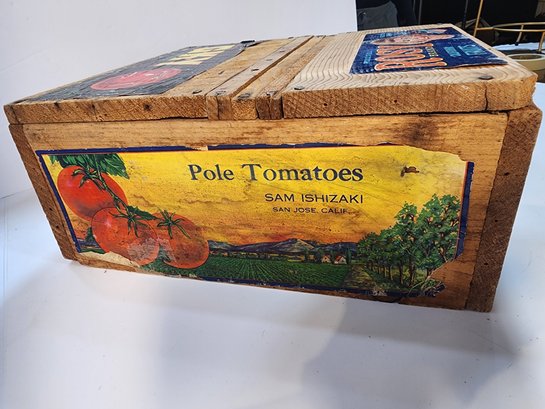 Pole Tomatoes
SAM ISHIZAKI
SAN JOSE, CALIF.